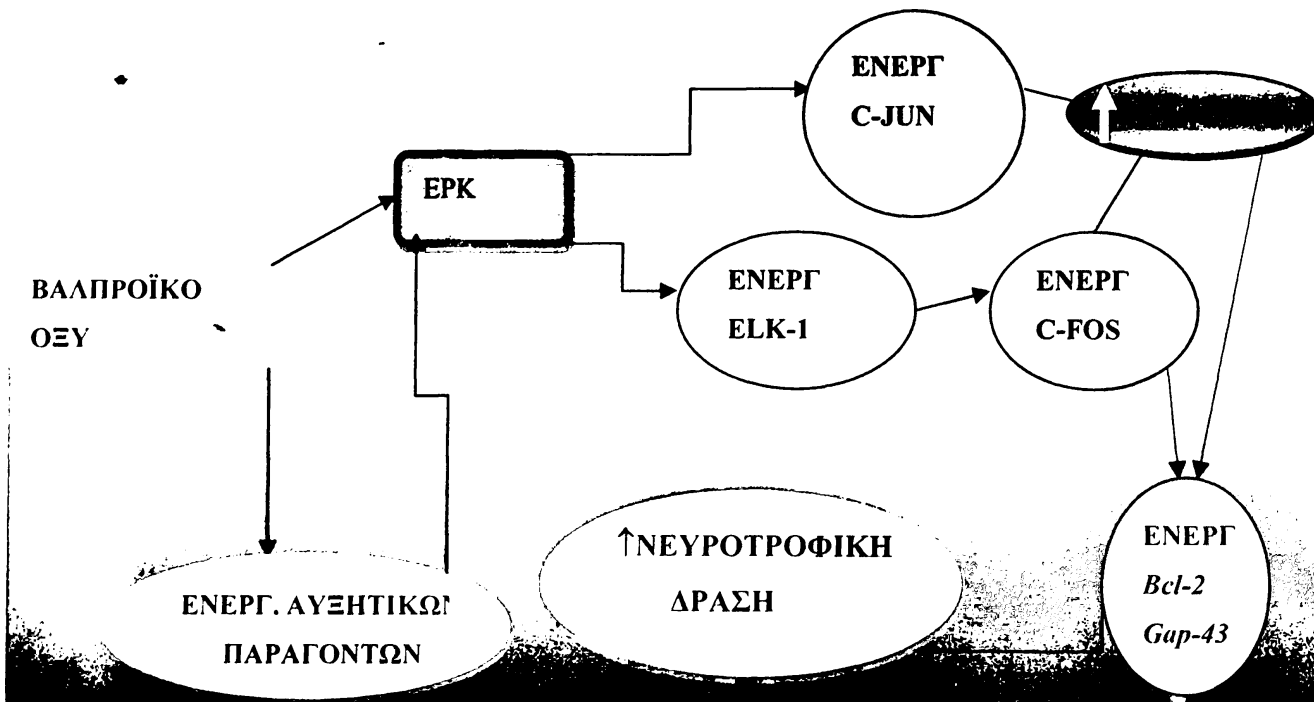 ΕΝΕΡΓ
C-JUN
ΕΡΚ
ΒΑΛΠΡΟΪΚΟ
ΟΞΥ
ΕΝΕΡΓ
ELK-1
ΕΝΕΡΓ
C-FOS
↑ΝΕΥΡΟΤΡΟΦΙΚΗ
ΔΡΑΣΗ
ΕΝΕΡΓ
Bcl-2
Gap-43
ΕΝΕΡΓ. ΑΥΞΗΤΙΚΩΝ
ΠΑΡΑΓΟΝΤΩΝ